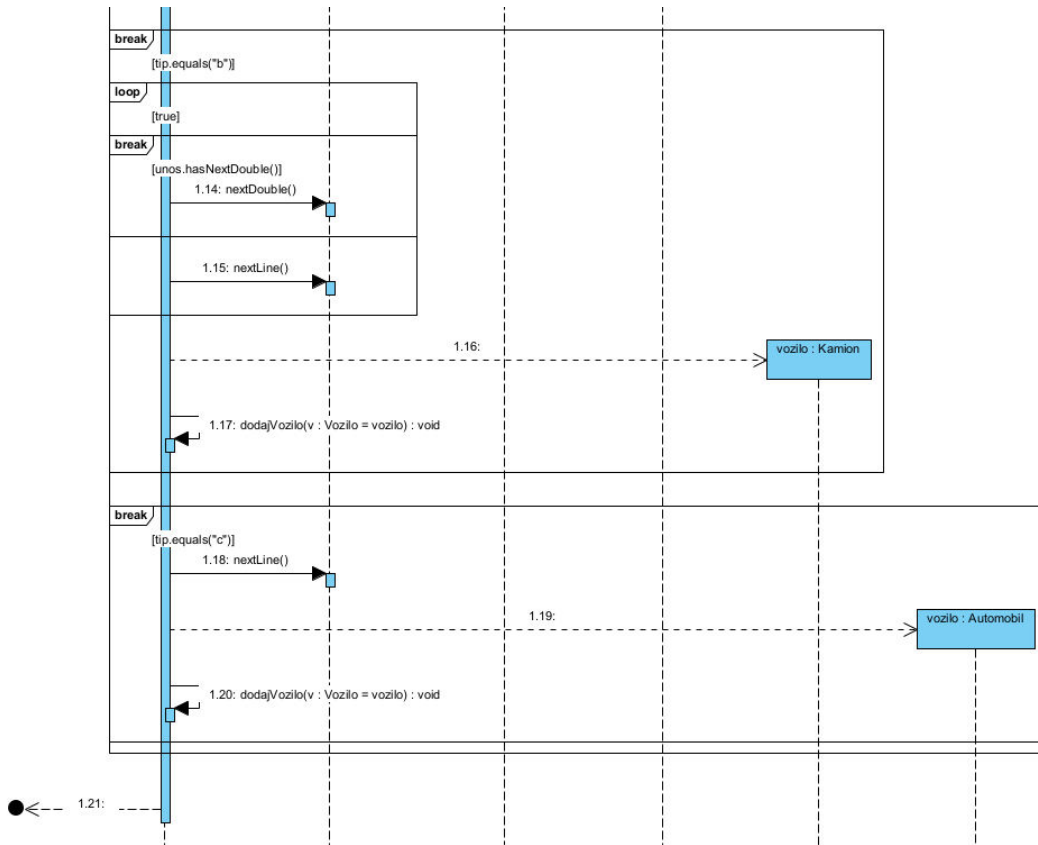 break
[tip.equals("b")]
loop
[true]
break
[unos.hasNextDouble()]
1.14: nextDouble()
1.15: nextLine()
1.16:
vozilo : Kamion
1.17: dodajVozilo(v : Vozilo = vozilo) : void
break
[tip.equals("c")]
1.18: nextLine()
1.19:
vozilo : Automobil
1.20: dodajVozilo(v : Vozilo = vozilo) : void
1.21: